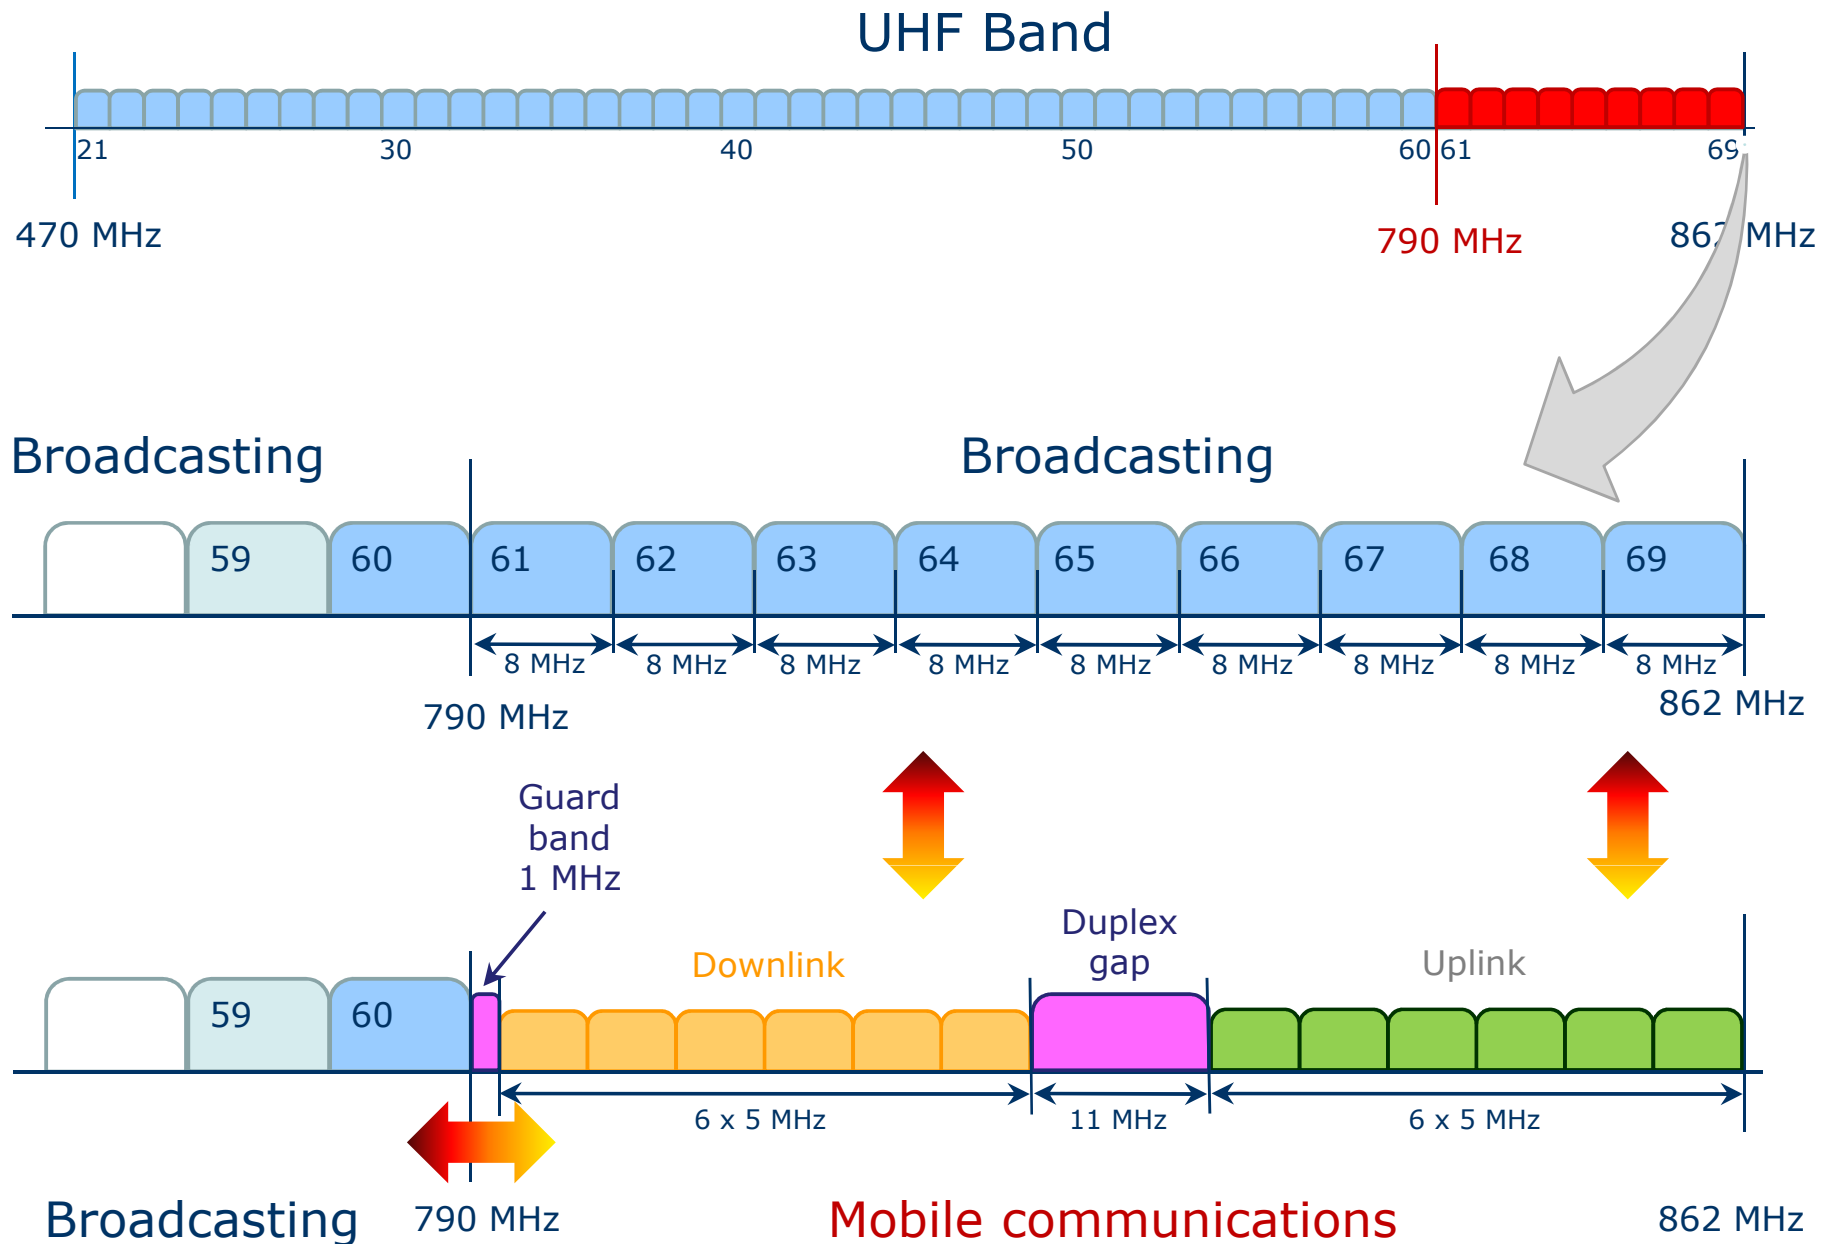 UHF Band
21 30 40 50 60 61 69
470 MHz 790 MHz 862 MHz
Broadcasting Broadcasting
59 60 61 62 63 64 65 66 67 68 69
8 MHz 8 MHz 8 MHz 8 MHz 8 MHz 8 MHz 8 MHz 8 MHz 8 MHz
790 MHz 862 MHz
Guard
band
1 MHz
Downlink
Duplex
gap
Uplink
59 60
6 x 5 MHz 11 MHz 6 x 5 MHz
Broadcasting 790 MHz Mobile communications 862 MHz